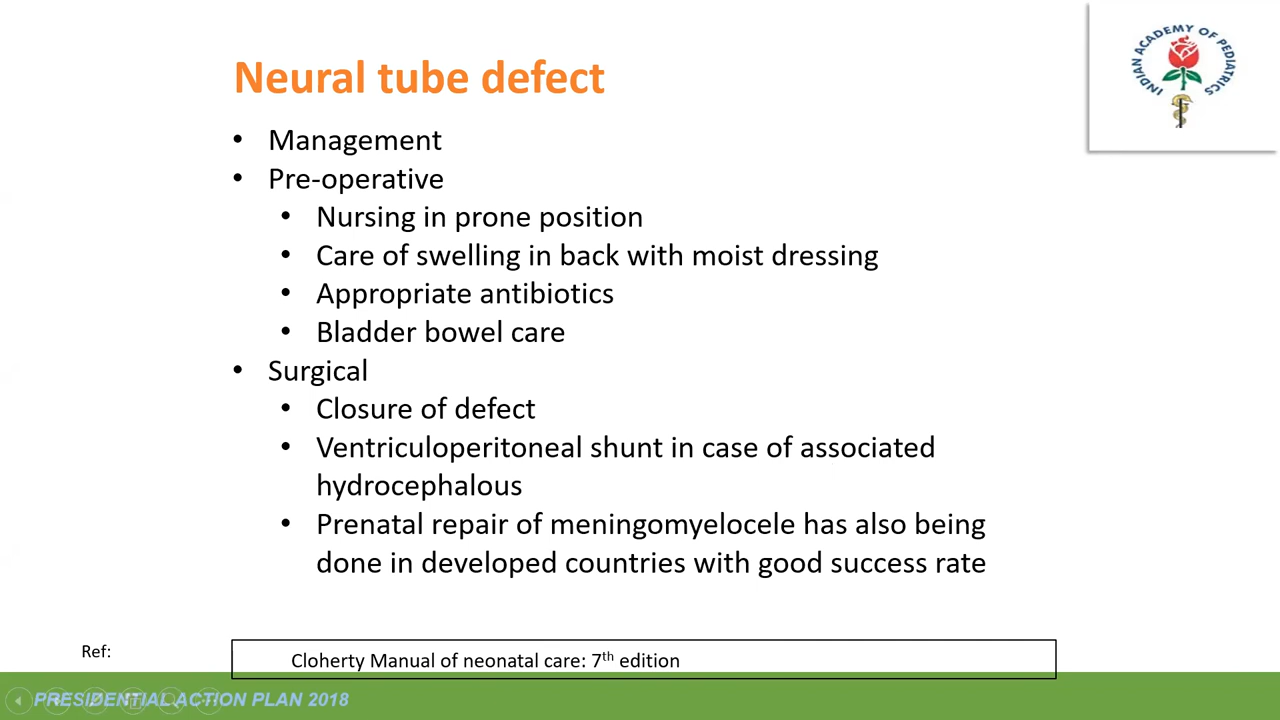 INDIAN ACADEMY OF PEDIATRICS
Neural tube defect
• Management
• Pre-operative
• Nursing in prone position
• Care of swelling in back with moist dressing
• Appropriate antibiotics
• Bladder bowel care
• Surgical
• Closure of defect
• Ventriculoperitoneal shunt in case of associated
hydrocephalous
• Prenatal repair of meningomyelocele has also being
done in developed countries with good success rate
Ref:
Cloherty Manual of neonatal care: 7th edition
PRESIDENTIAL ACTION PLAN 2018